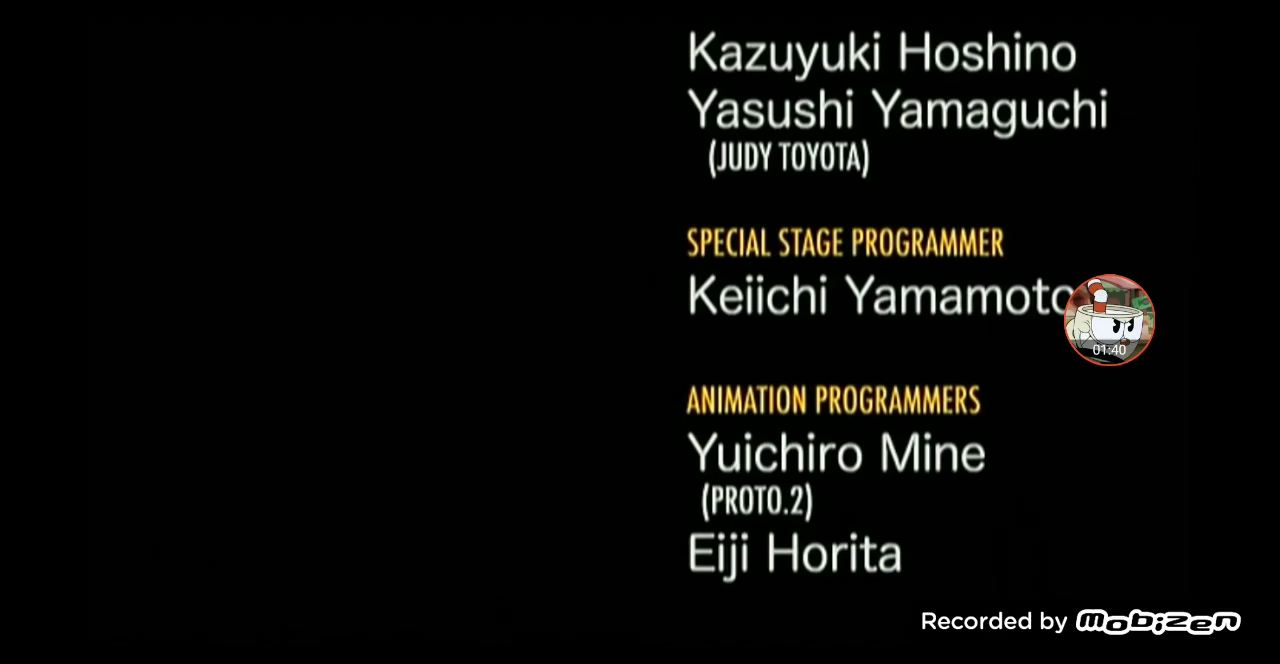 Kazuyuki Hoshino
Yasushi Yamaguchi
(JUDY TOYOTA)
SPECIAL STAGE PROGRAMMER
Keiichi Yamamoto
01:40
ANIMATION PROGRAMMERS
Yuichiro Mine
(PROTO.2)
Eiji Horita
Recorded by mobizen